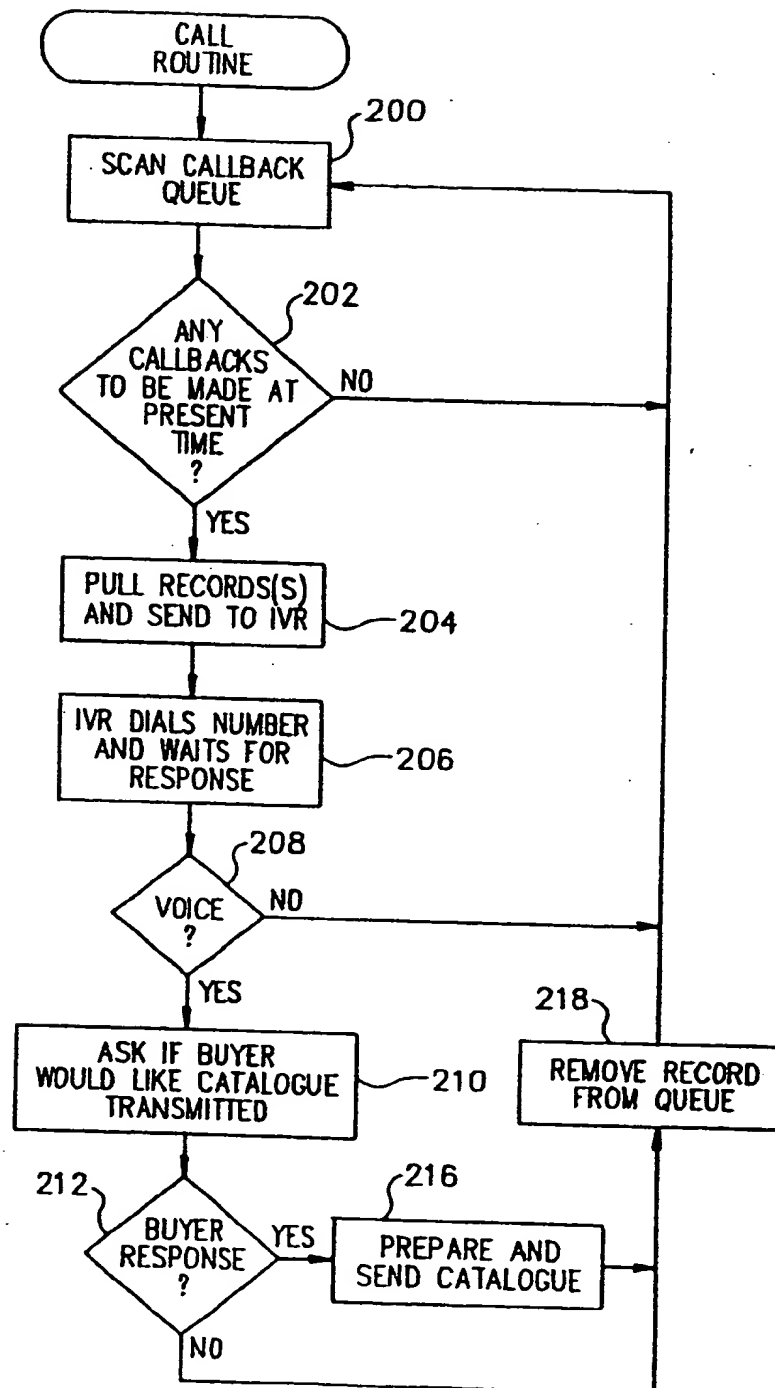 CALL
ROUTINE
200
SCAN CALLBACK
QUEUE
202
ANY
CALLBACKS
TO BE MADE AT
PRESENT
TIME
?
NO
YES
PULL RECORDS(S)
AND SEND TO IVR
204
IVR DIALS NUMBER
AND WAITS FOR
RESPONSE
206
208
VOICE
?
NO
YES
ASK IF BUYER
WOULD LIKE CATALOGUE
TRANSMITTED
210
218
REMOVE RECORD
FROM QUEUE
212
BUYER
RESPONSE
?
YES
216
PREPARE AND
SEND CATALOGUE
NO